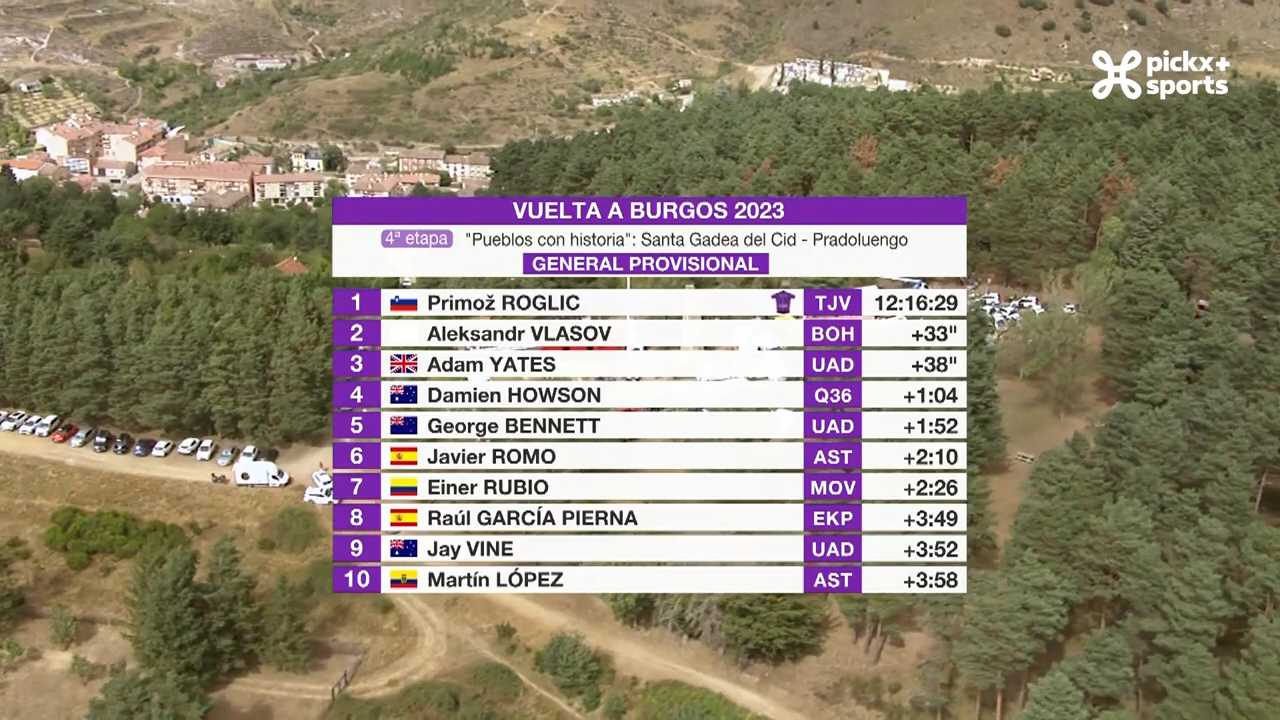 pickx+
sports
VUELTA A BURGOS 2023
4ª etapa "Pueblos con historia": Santa Gadea del Cid - Pradoluengo
GENERAL PROVISIONAL
1 Primož ROGLIC TJV 12:16:29
2 Aleksandr VLASOV BOH +33"
3 Adam YATES UAD +38"
4 Damien HOWSON Q36 +1:04
5 George BENNETT UAD +1:52
6 Javier ROMO AST +2:10
7 Einer RUBIO MOV +2:26
8 Raúl GARCÍA PIERNA EKP +3:49
9 Jay VINE UAD +3:52
10 Martín LÓPEZ AST +3:58